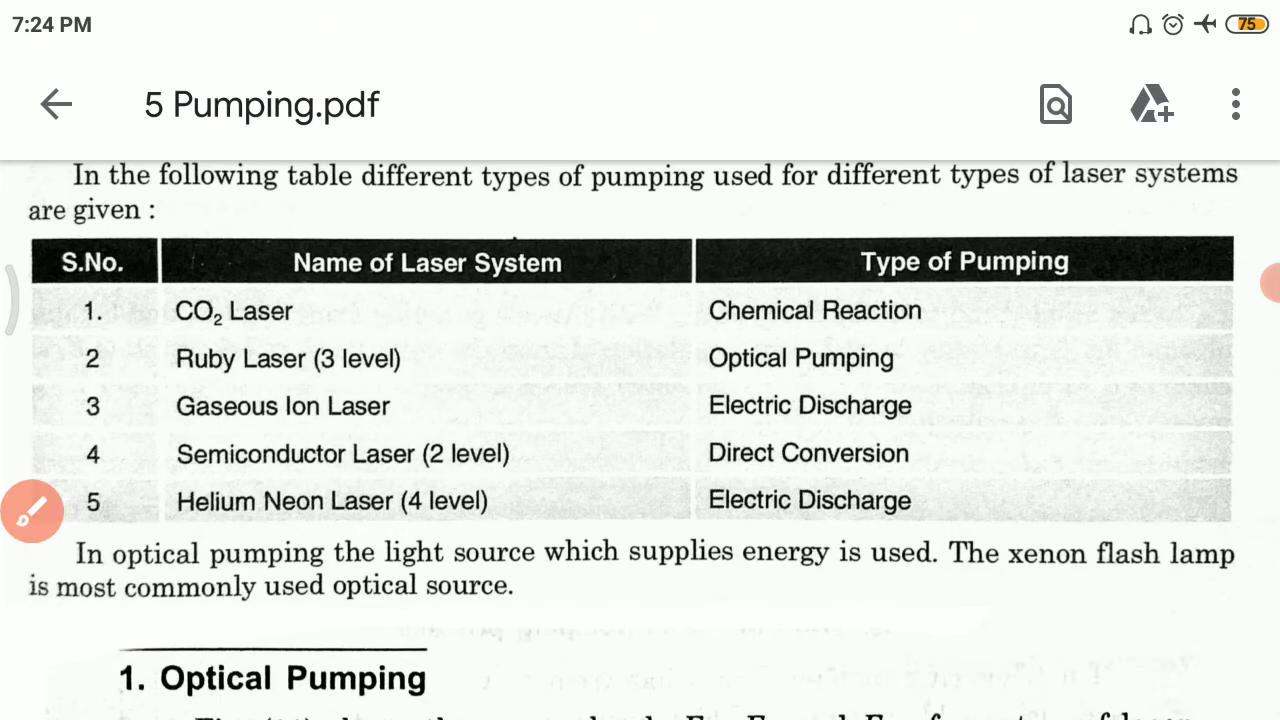 7:24 PM
75
5 Pumping.pdf
In the following table different types of pumping used for different types of laser systems
are given :
S.No. Name of Laser System Type of Pumping
1. CO₂ Laser Chemical Reaction
2 Ruby Laser (3 level) Optical Pumping
3 Gaseous Ion Laser Electric Discharge
4 Semiconductor Laser (2 level) Direct Conversion
5 Helium Neon Laser (4 level) Electric Discharge
In optical pumping the light source which supplies energy is used. The xenon flash lamp
is most commonly used optical source.
1. Optical Pumping